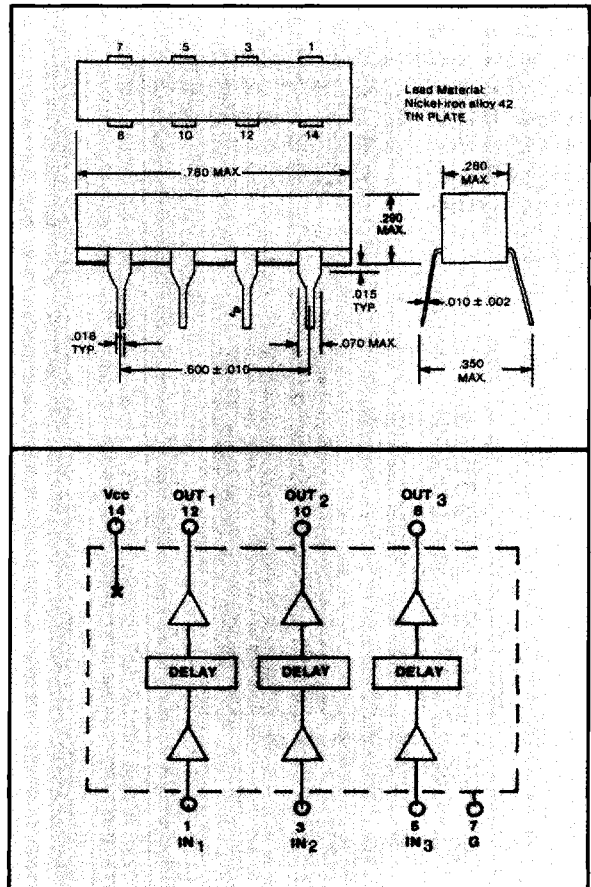 7 5 3 1
Lead Material:
Nickel-iron alloy 42
TIN PLATE
8 10 12 14
.780 MAX.
.280
MAX.
.290
MAX.
.015
TYP.
.010 ± .002
.018
TYP.
.070 MAX.
.600 ± .010
.350
MAX.
Vcc OUT 1 OUT 2 OUT 3
14 12 10 8
DELAY DELAY DELAY
1 3 5 7
IN1 IN2 IN3 G